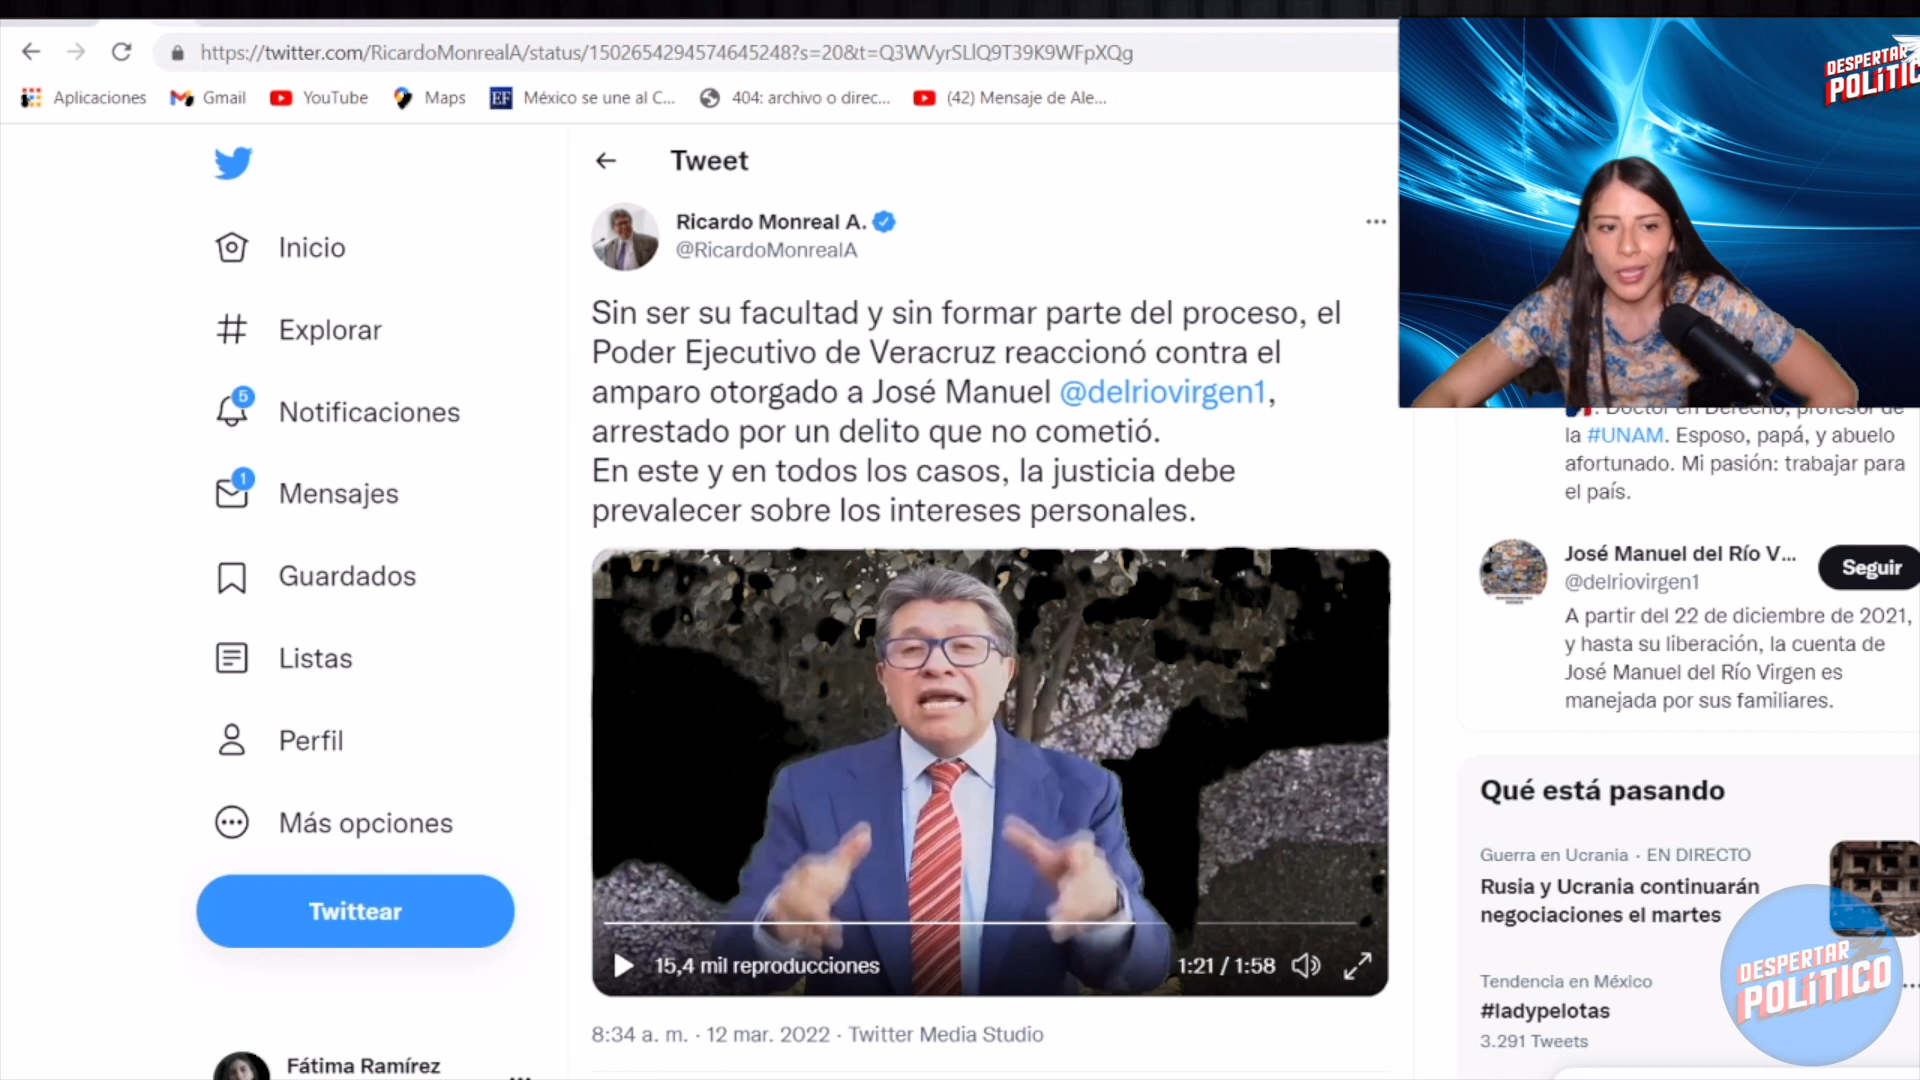 https://twitter.com/RicardoMonrealA/status/1502654294574645248?s=20&t=Q3WVyrSLlQ9T39K9WFpXQg
Aplicaciones
Gmail
YouTube
Maps
EF
México se une al C...
404: archivo o direc...
(42) Mensaje de Ale...
DESPERTAR
POLÍTIC
Tweet
Inicio
Explorar
5
Notificaciones
1
Mensajes
Guardados
Listas
Perfil
Más opciones
Twittear
Fátima Ramírez
Ricardo Monreal A.
@RicardoMonrealA
Sin ser su facultad y sin formar parte del proceso, el
Poder Ejecutivo de Veracruz reaccionó contra el
amparo otorgado a José Manuel @delriovirgen1,
arrestado por un delito que no cometió.
En este y en todos los casos, la justicia debe
prevalecer sobre los intereses personales.
15,4 mil reproducciones
1:21 / 1:58
8:34 a. m. · 12 mar. 2022 · Twitter Media Studio
Doctor en Derecho, profesor de
la #UNAM. Esposo, papá, y abuelo
afortunado. Mi pasión: trabajar para
el país.
José Manuel del Río V...
Seguir
@delriovirgen1
A partir del 22 de diciembre de 2021,
y hasta su liberación, la cuenta de
José Manuel del Río Virgen es
manejada por sus familiares.
Qué está pasando
Guerra en Ucrania · EN DIRECTO
Rusia y Ucrania continuarán
negociaciones el martes
Tendencia en México
#ladypelotas
3.291 Tweets
DESPERTAR
POLÍTICO